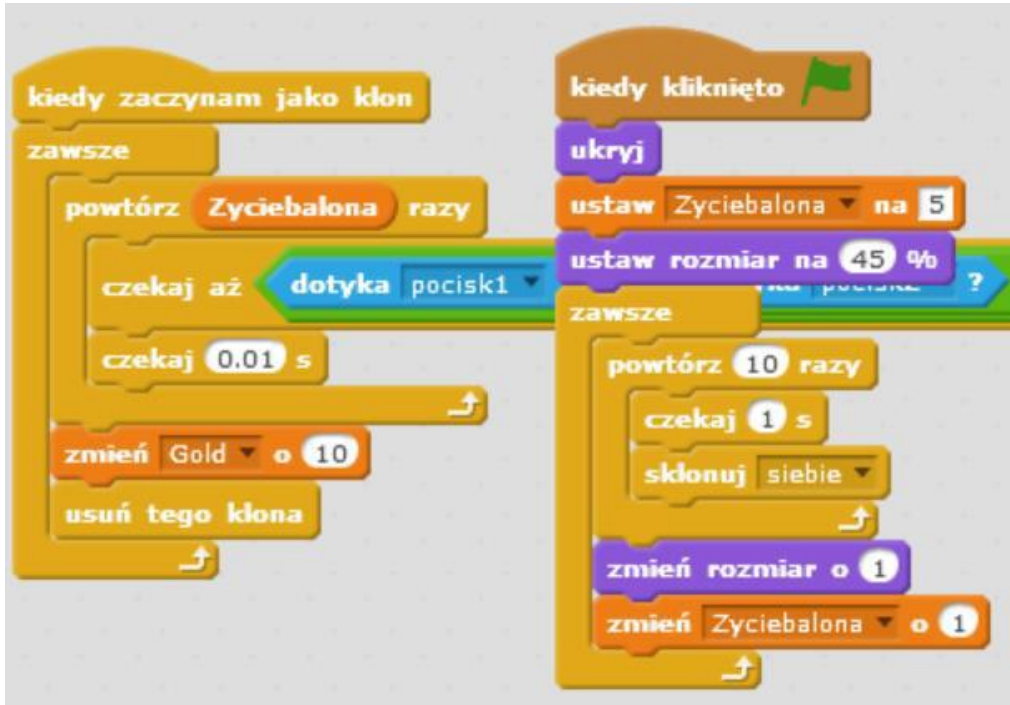 kiedy zaczynam jako klon
zawsze
powtórz Zyciebalona razy
czekaj aż dotyka pocisk1
czekaj 0.01 s
zmień Gold o 10
usuń tego klona
kiedy kliknięto
ukryj
ustaw Zyciebalona na 5
ustaw rozmiar na 45 %
?
zawsze
powtórz 10 razy
czekaj 1 s
sklonuj siebie
zmień rozmiar o 1
zmień Zyciebalona o 1